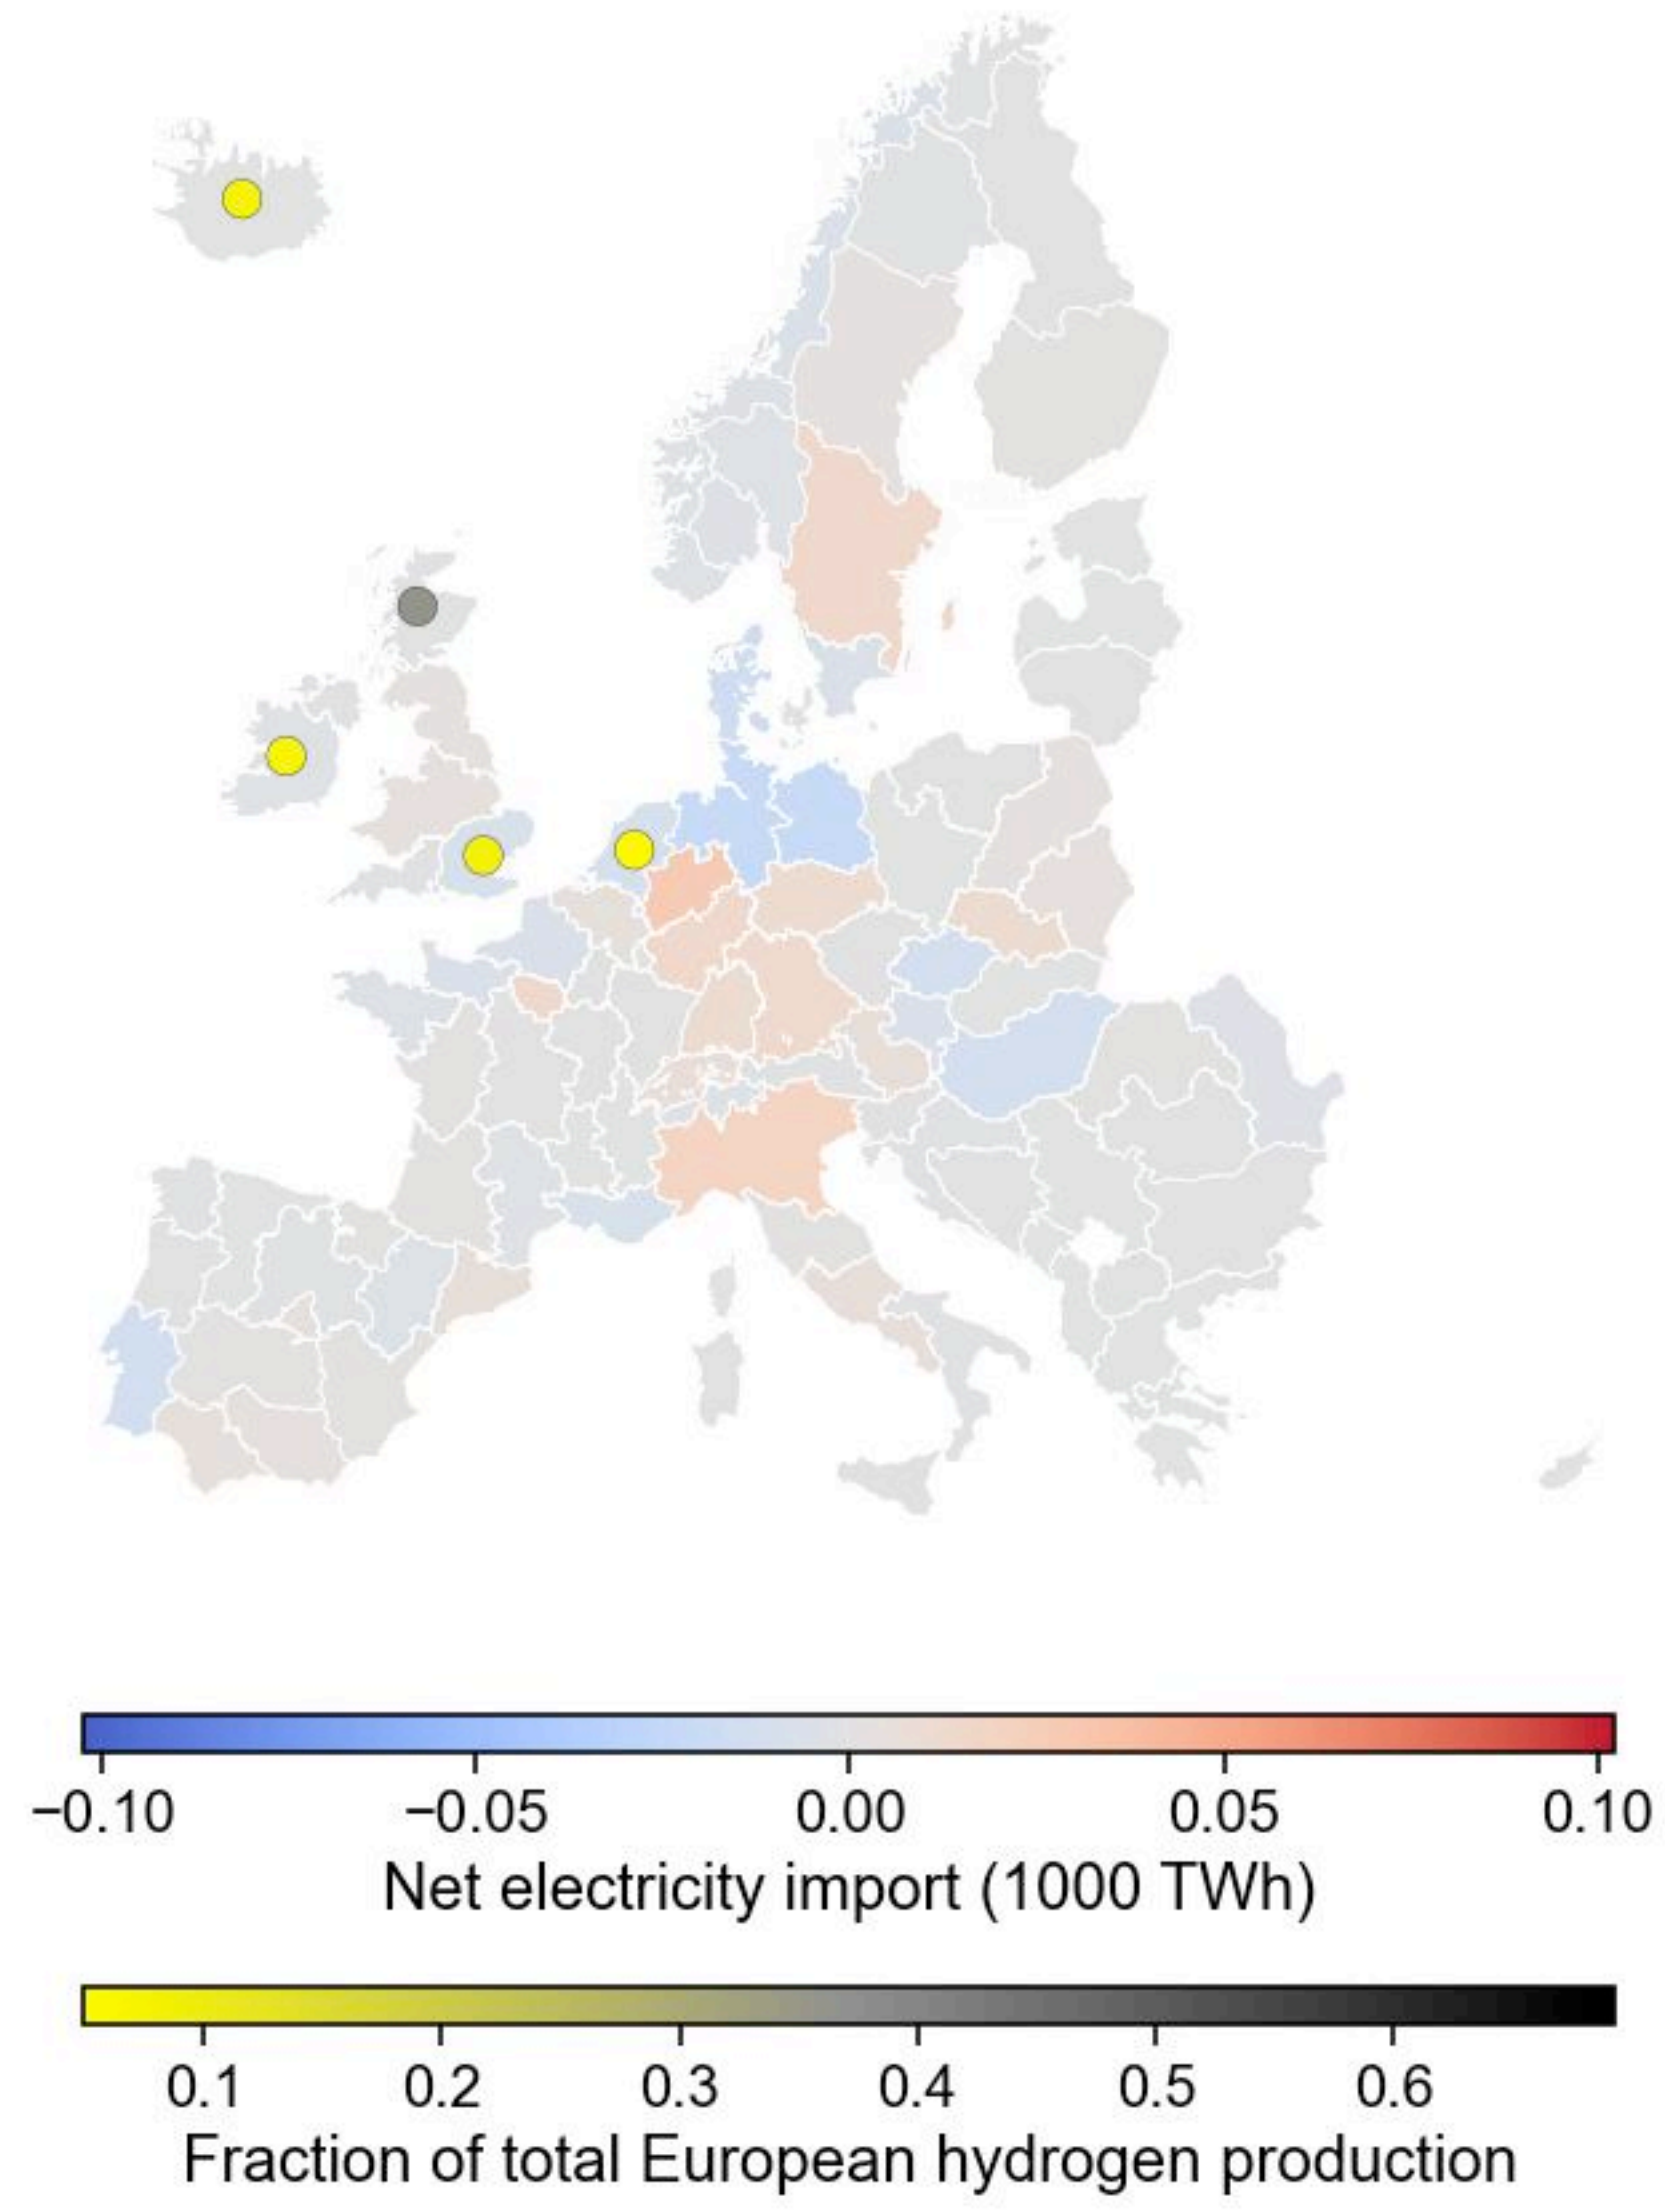 −0.10 −0.05 0.00 0.05 0.10
Net electricity import (1000 TWh)
0.1 0.2 0.3 0.4 0.5 0.6
Fraction of total European hydrogen production